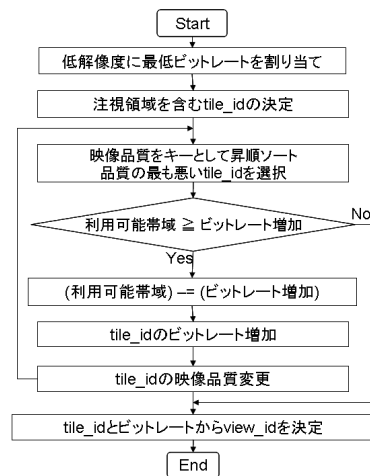 Start
低解像度に最低ビットレートを割り当て
注視領域を含むtile_idの決定
映像品質をキーとして昇順ソート
品質の最も悪いtile_idを選択
利用可能帯域 ≧ ビットレート増加
No
Yes
(利用可能帯域) −= (ビットレート増加)
tile_idのビットレート増加
tile_idの映像品質変更
tile_idとビットレートからview_idを決定
End